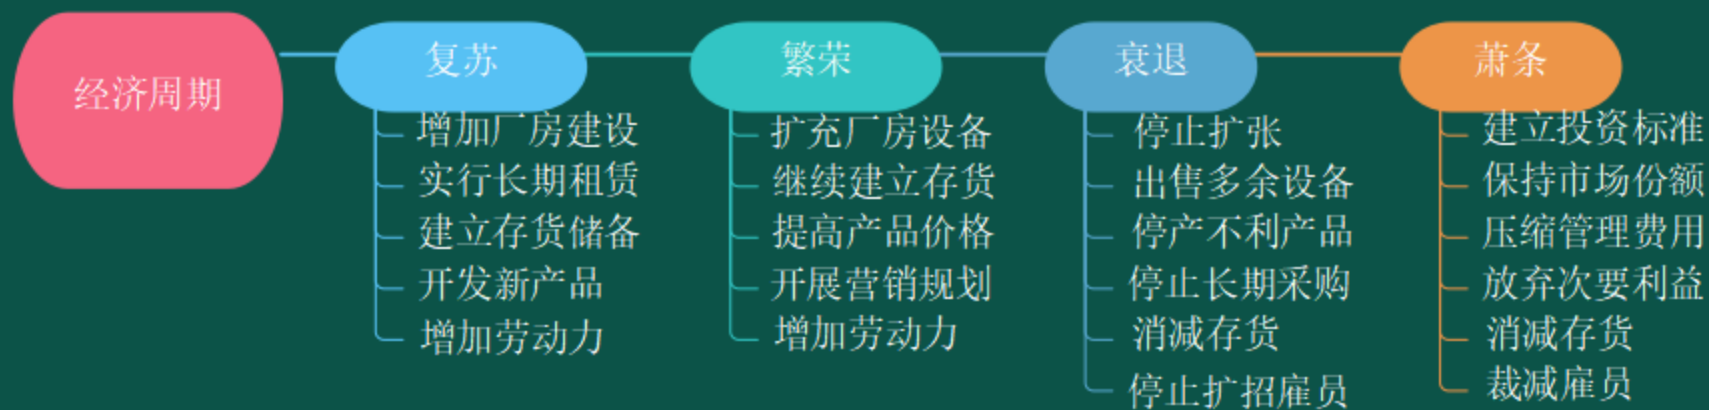 经济周期
复苏
增加厂房建设
实行长期租赁
建立存货储备
开发新产品
增加劳动力
繁荣
扩充厂房设备
继续建立存货
提高产品价格
开展营销规划
增加劳动力
衰退
停止扩张
出售多余设备
停产不利产品
停止长期采购
消减存货
停止扩招雇员
萧条
建立投资标准
保持市场份额
压缩管理费用
放弃次要利益
消减存货
裁减雇员